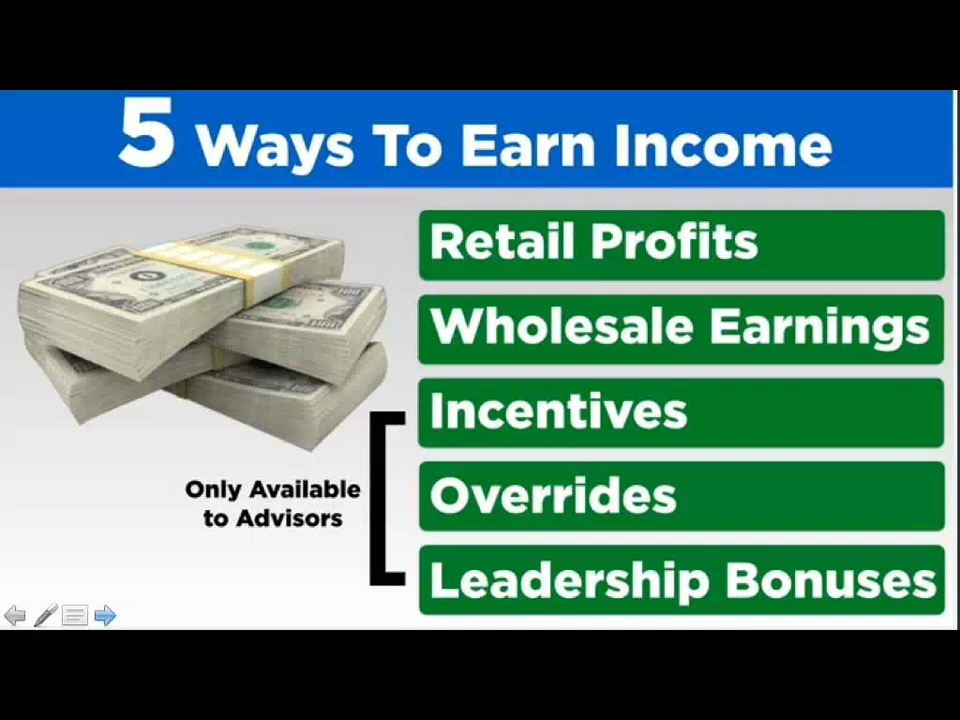 5 Ways To Earn Income
Retail Profits
Wholesale Earnings
Incentives
Overrides
Leadership Bonuses
Only Available
to Advisors